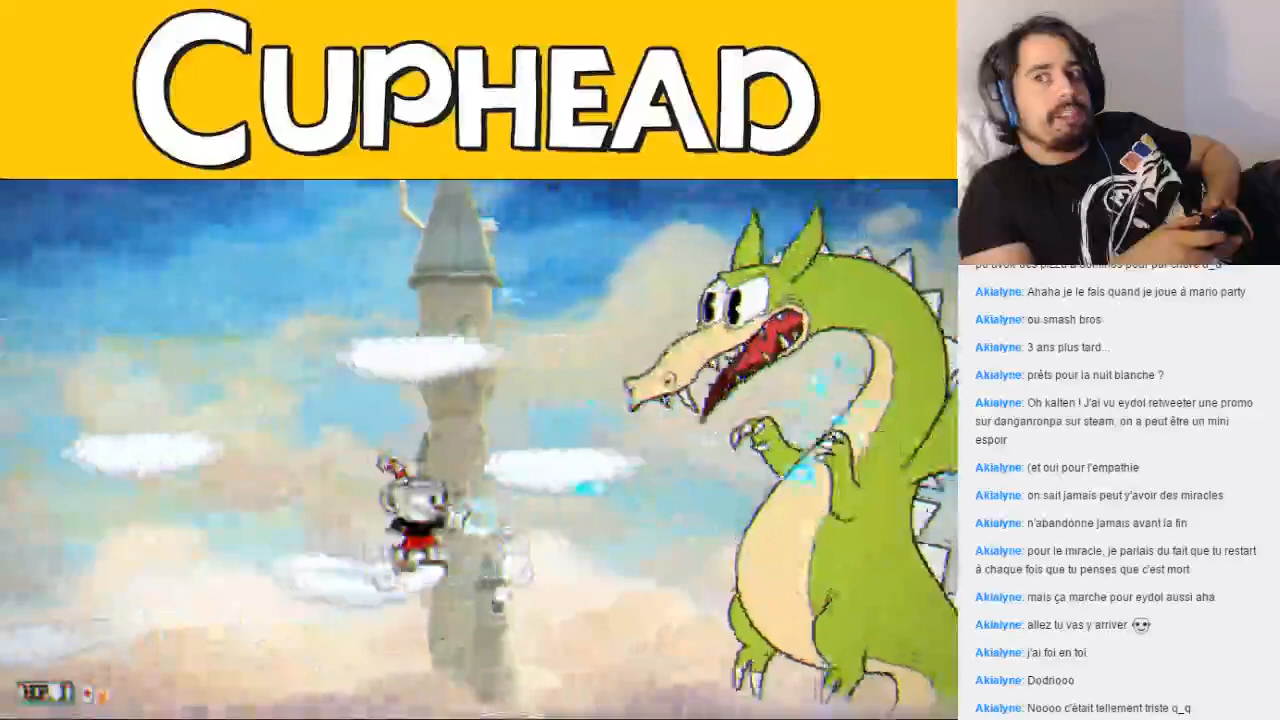 CUPHEAD
Akialyne: Ahaha je le fais quand je joue à mario party
Akialyne: ou smash bros
Akialyne: 3 ans plus tard...
Akialyne: prêts pour la nuit blanche ?
Akialyne: Oh kalten ! J'ai vu eydol retweeter une promo
sur danganronpa sur steam, on a peut être un mini
espoir
Akialyne: (et oui pour l'empathie
Akialyne: on sait jamais peut y'avoir des miracles
Akialyne: n'abandonne jamais avant la fin
Akialyne: pour le miracle, je parlais du fait que tu restart
à chaque fois que tu penses que c'est mort
Akialyne: mais ça marche pour eydol aussi aha
Akialyne: allez tu vas y arriver
Akialyne: j'ai foi en toi
Akialyne: Dodriooo
Akialyne: Noooo c'était tellement triste q_q